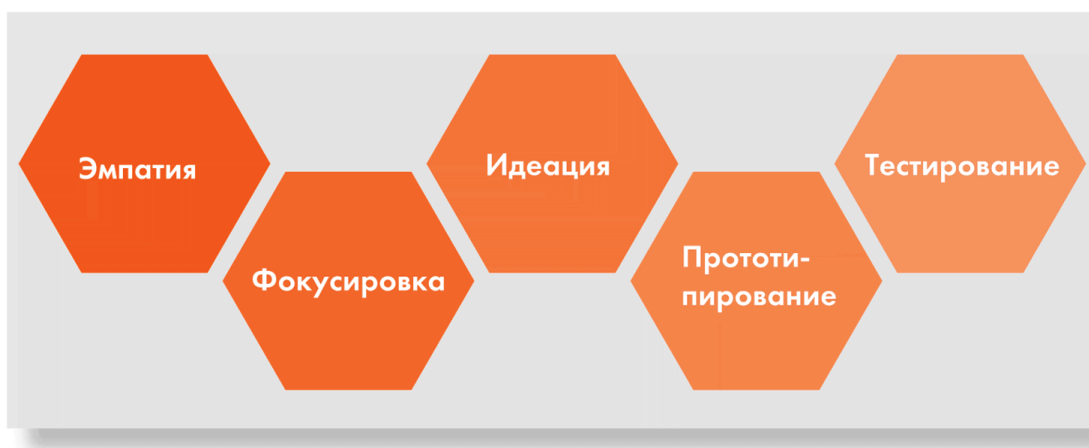 Эмпатия
Фокусировка
Идеация
Прототи-
пирование
Тестирование